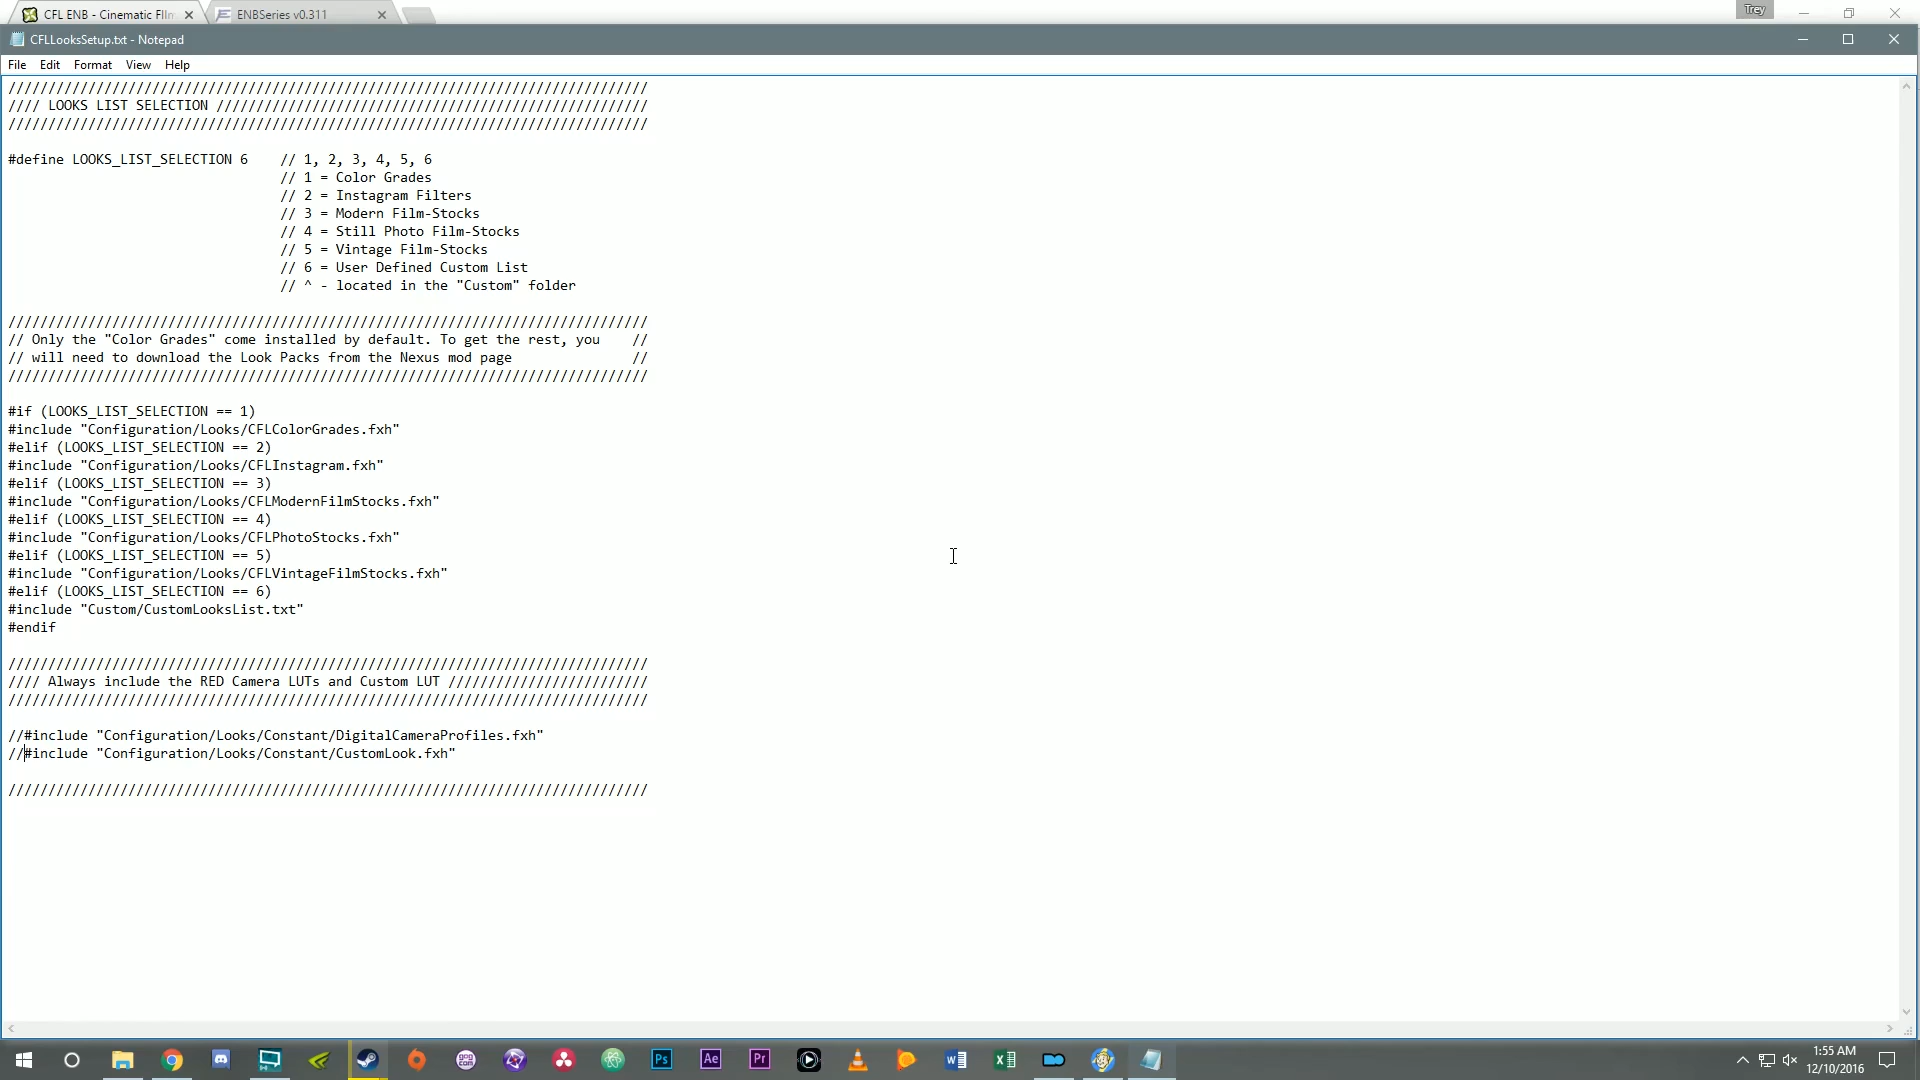 CFL ENB - Cinematic FIlm
ENBSeries v0.311
Trey
CFLLooksSetup.txt - Notepad
File Edit Format View Help
////////////////////////////////////////////////////////////////////////////////
//// LOOKS LIST SELECTION //////////////////////////////////////////////////////
////////////////////////////////////////////////////////////////////////////////
#define LOOKS_LIST_SELECTION 6 // 1, 2, 3, 4, 5, 6
// 1 = Color Grades
// 2 = Instagram Filters
// 3 = Modern Film-Stocks
// 4 = Still Photo Film-Stocks
// 5 = Vintage Film-Stocks
// 6 = User Defined Custom List
// ^ - located in the "Custom" folder
////////////////////////////////////////////////////////////////////////////////
// Only the "Color Grades" come installed by default. To get the rest, you //
// will need to download the Look Packs from the Nexus mod page //
////////////////////////////////////////////////////////////////////////////////
#if (LOOKS_LIST_SELECTION == 1)
#include "Configuration/Looks/CFLColorGrades.fxh"
#elif (LOOKS_LIST_SELECTION == 2)
#include "Configuration/Looks/CFLInstagram.fxh"
#elif (LOOKS_LIST_SELECTION == 3)
#include "Configuration/Looks/CFLModernFilmStocks.fxh"
#elif (LOOKS_LIST_SELECTION == 4)
#include "Configuration/Looks/CFLPhotoStocks.fxh"
#elif (LOOKS_LIST_SELECTION == 5)
#include "Configuration/Looks/CFLVintageFilmStocks.fxh"
#elif (LOOKS_LIST_SELECTION == 6)
#include "Custom/CustomLooksList.txt"
#endif
////////////////////////////////////////////////////////////////////////////////
//// Always include the RED Camera LUTs and Custom LUT /////////////////////////
////////////////////////////////////////////////////////////////////////////////
//#include "Configuration/Looks/Constant/DigitalCameraProfiles.fxh"
//#include "Configuration/Looks/Constant/CustomLook.fxh"
////////////////////////////////////////////////////////////////////////////////
gog com
Ps
Ae
Pr
1:55 AM
12/10/2016